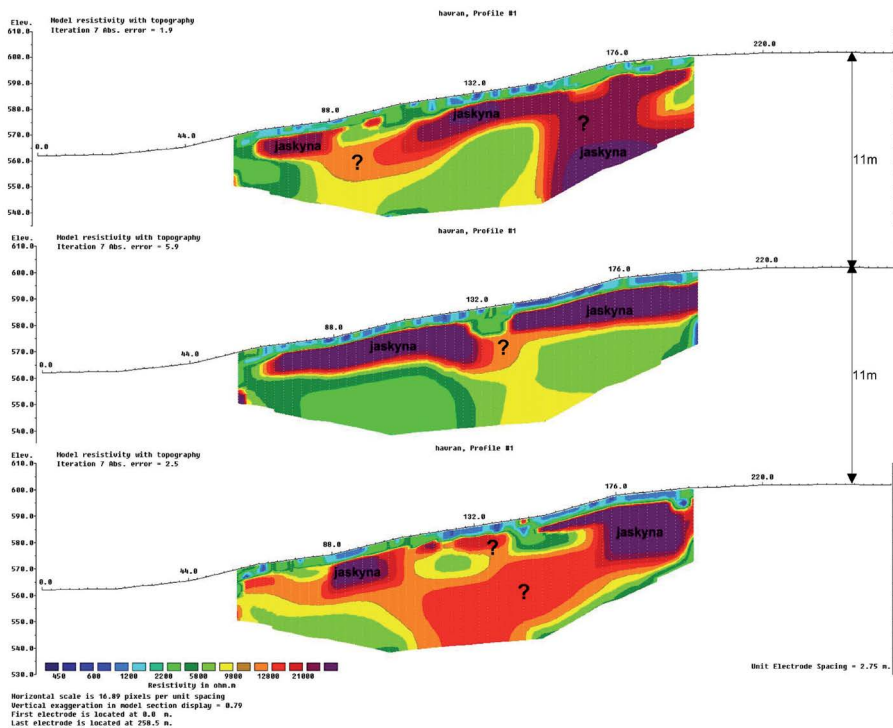 havran, Profile #1
Elev. Model resistivity with topography
Iteration 7 Abs. error = 1.9
610.0
600.0
590.0
580.0
570.0
560.0
550.0
540.0
0.0
44.0
88.0
132.0
176.0
220.0
jaskyna
?
jaskyna
?
jaskyna
11m
havran, Profile #1
Elev. Model resistivity with topography
Iteration 7 Abs. error = 5.9
610.0
600.0
590.0
580.0
570.0
560.0
550.0
540.0
0.0
44.0
88.0
132.0
176.0
220.0
jaskyna
?
jaskyna
11m
havran, Profile #1
Elev. Model resistivity with topography
Iteration 7 Abs. error = 2.5
610.0
600.0
590.0
580.0
570.0
560.0
550.0
540.0
530.0
0.0
44.0
88.0
132.0
176.0
220.0
jaskyna
?
?
jaskyna
450 600 1200 2200 5000 9000 12000 21000
Resistivity in ohm.m
Unit Electrode Spacing = 2.75 m.
Horizontal scale is 16.89 pixels per unit spacing
Vertical exaggeration in model section display = 0.79
First electrode is located at 0.0 m.
Last electrode is located at 258.5 m.